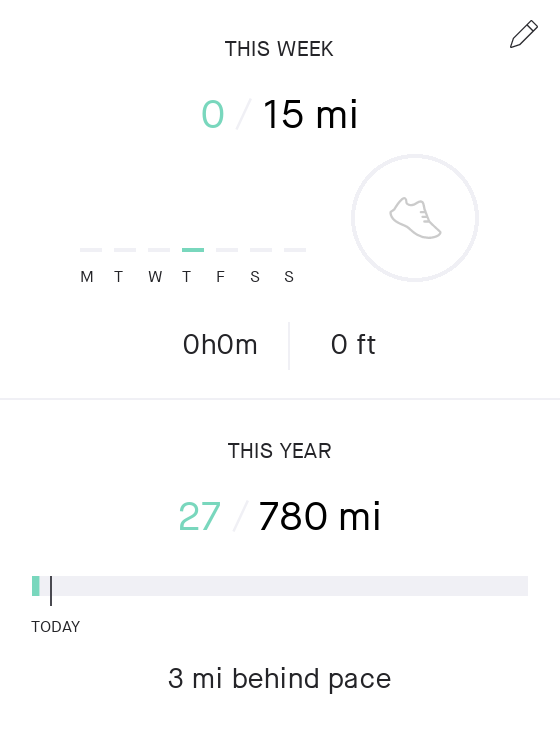 THIS WEEK
0 / 15 mi
M T W T F S S
0h0m 0 ft
THIS YEAR
27 / 780 mi
TODAY
3 mi behind pace